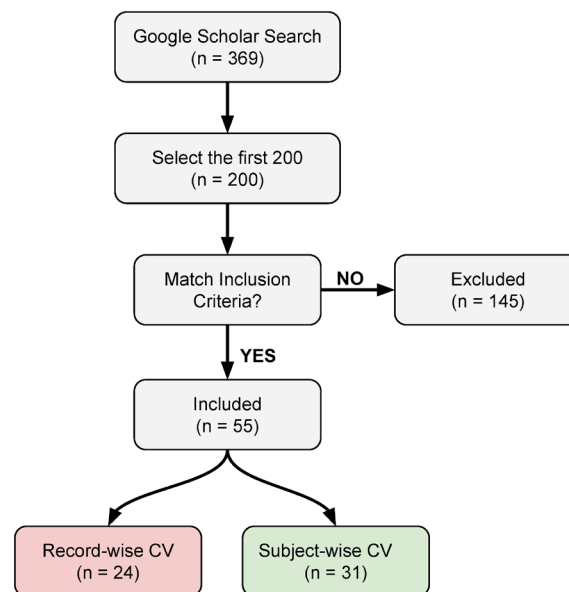 Google Scholar Search
(n = 369)
Select the first 200
(n = 200)
Match Inclusion
Criteria?
NO
Excluded
(n = 145)
YES
Included
(n = 55)
Record-wise CV
(n = 24)
Subject-wise CV
(n = 31)